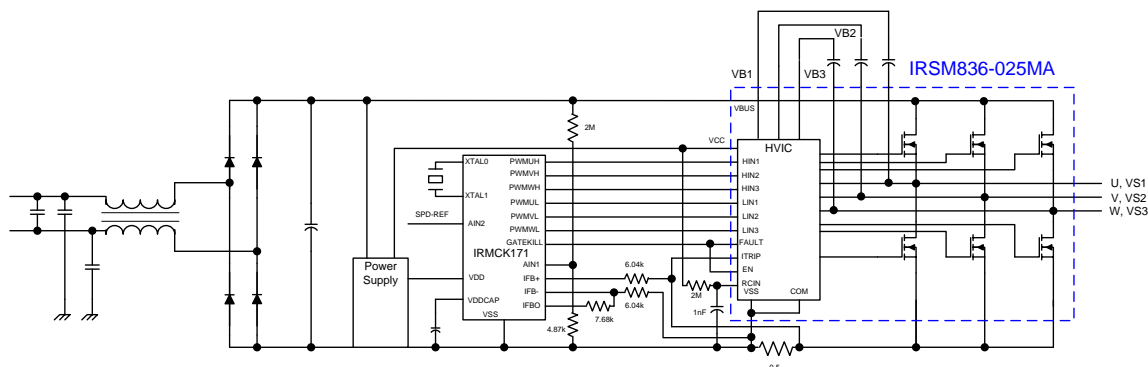 VB2
VB1
VB3
IRSM836-025MA
VBUS
2M
VCC
HVIC
XTAL0
PWMUH
HIN1
PWMVH
HIN2
XTAL1
PWMWH
HIN3
U, VS1
PWMUL
LIN1
V, VS2
SPD-REF
AIN2
PWMVL
LIN2
W, VS3
PWMWL
LIN3
GATEKILL
FAULT
IRMCK171
ITRIP
AIN1
6.04k
Power
Supply
VDD
IFB+
EN
IFB-
2M
RCIN
6.04k
VSS
COM
VDDCAP
IFBO
1nF
VSS
7.68k
4.87k